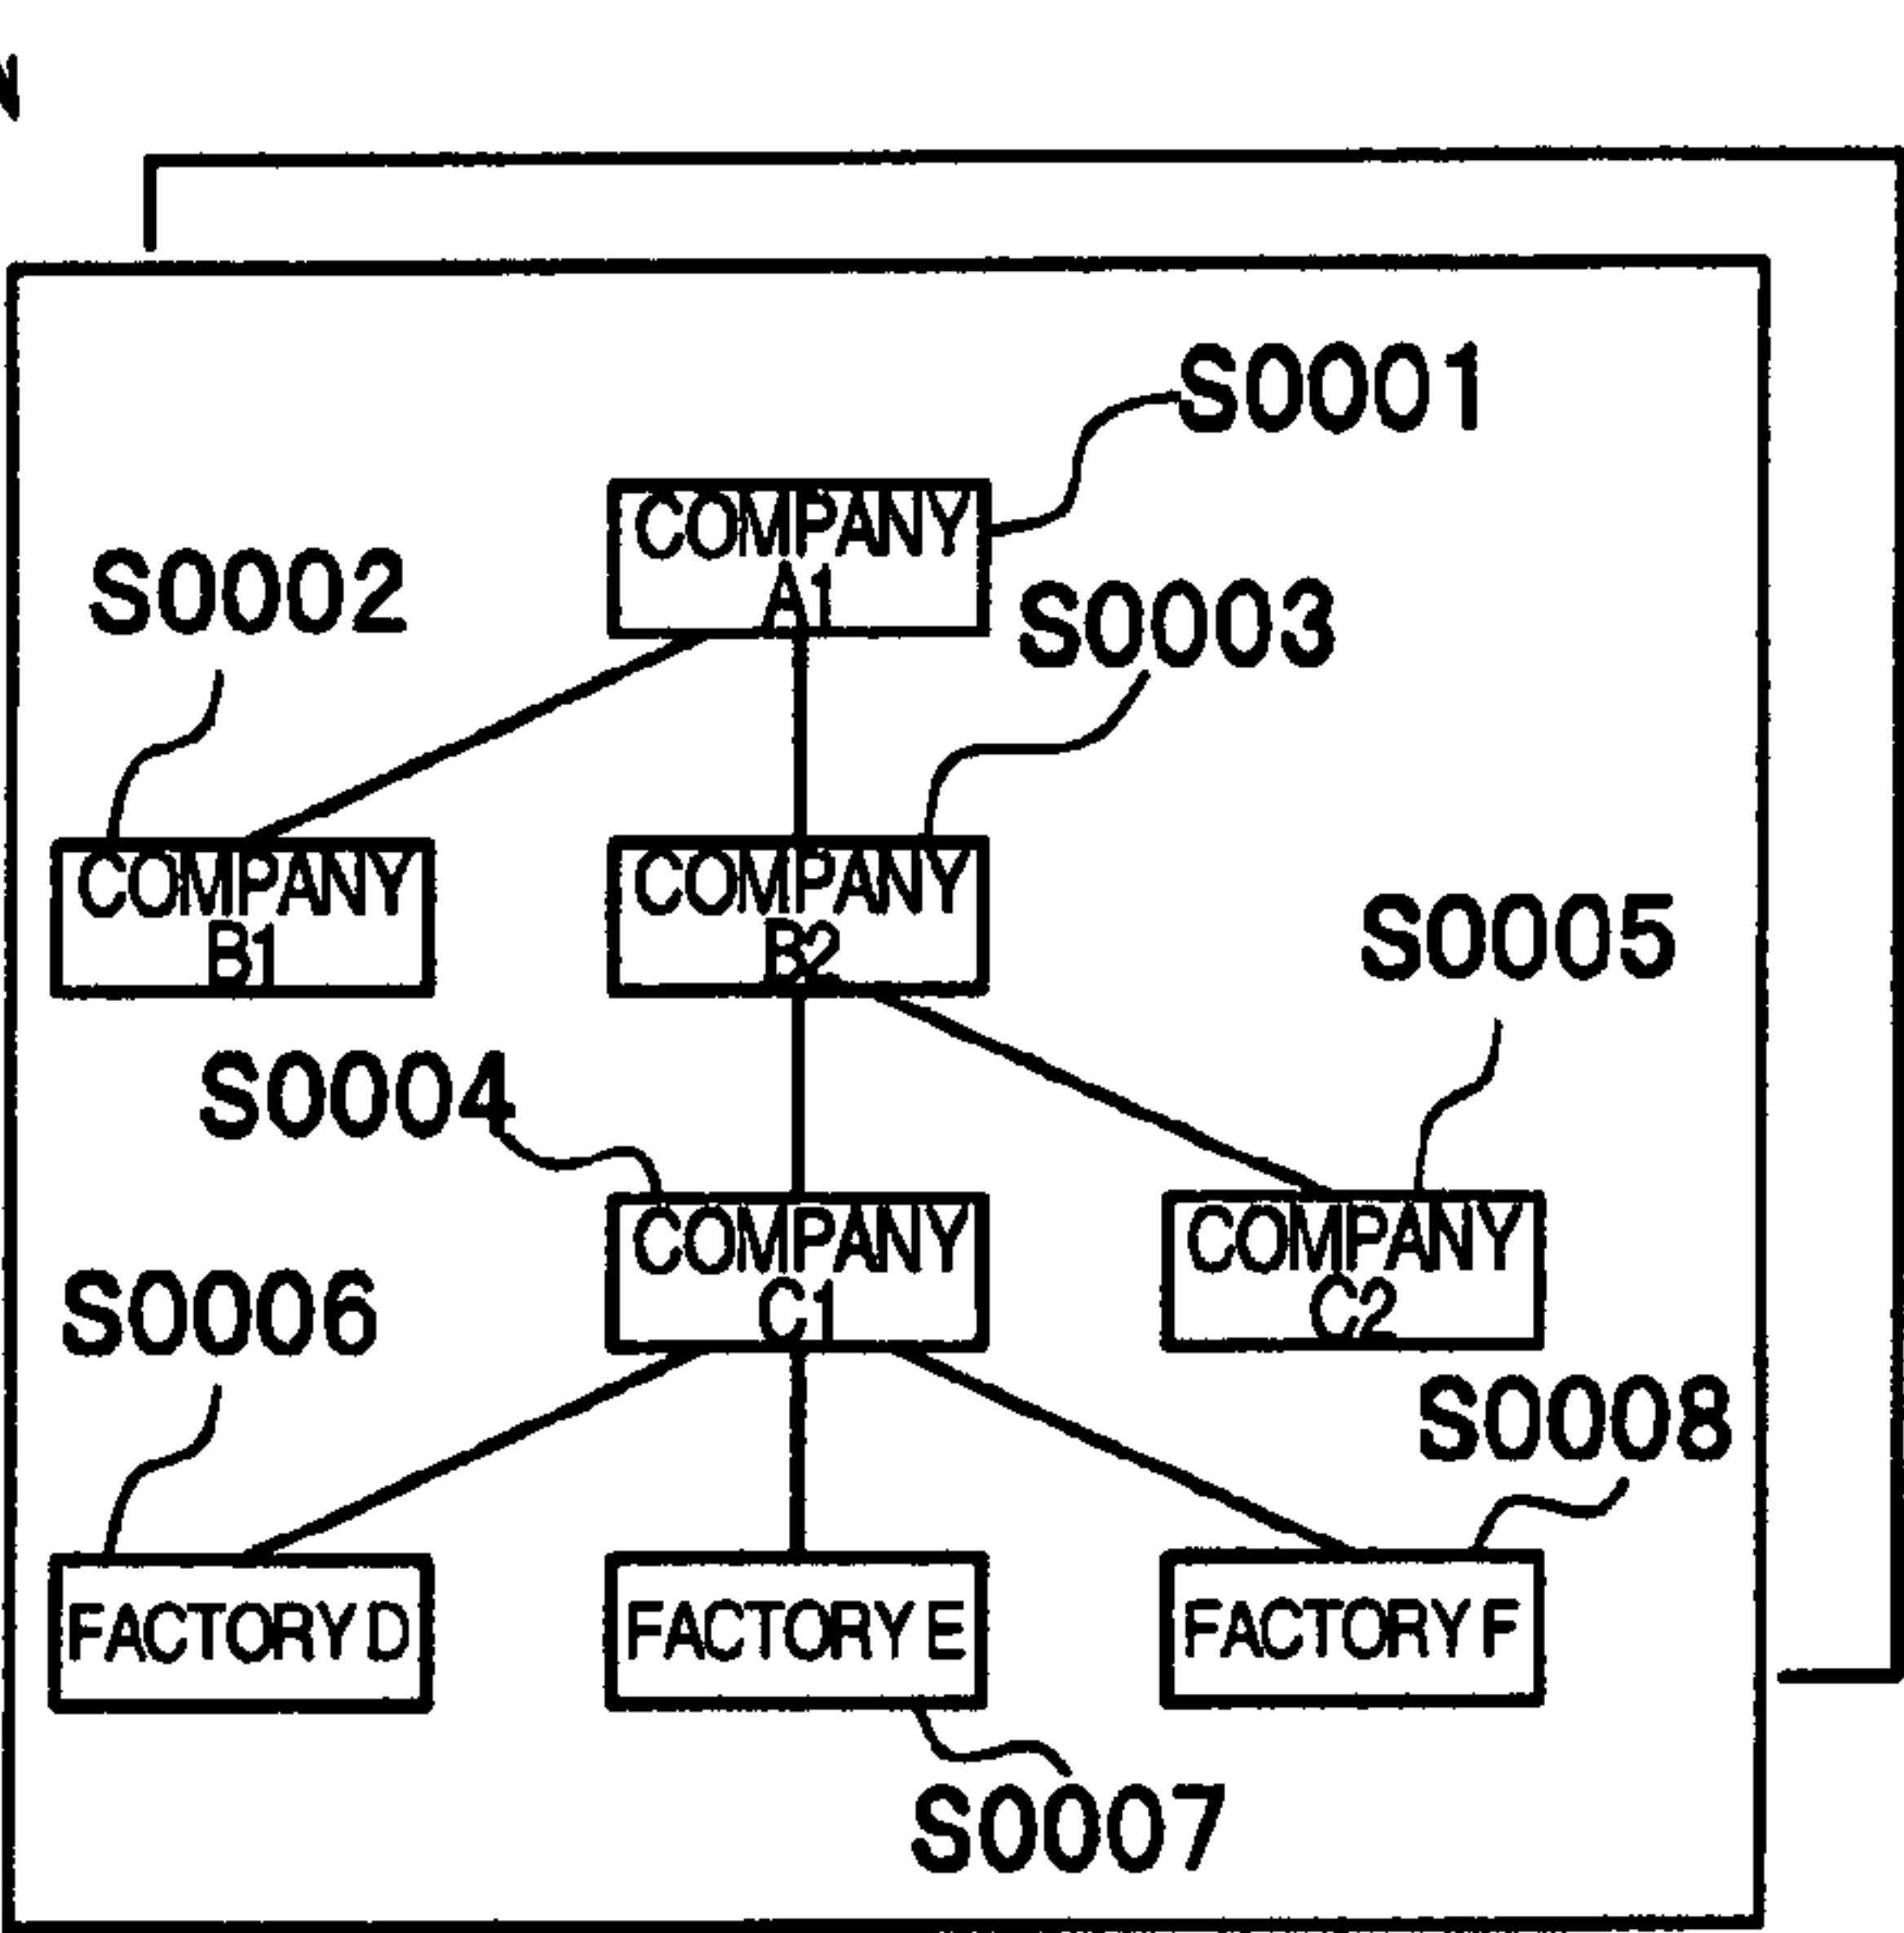 S0001
COMPANY
A1
S0002
S0003
COMPANY
B1
COMPANY
B2
S0005
S0004
COMPANY
C1
COMPANY
C2
S0006
S0008
FACTORY D
FACTORY E
FACTORY F
S0007